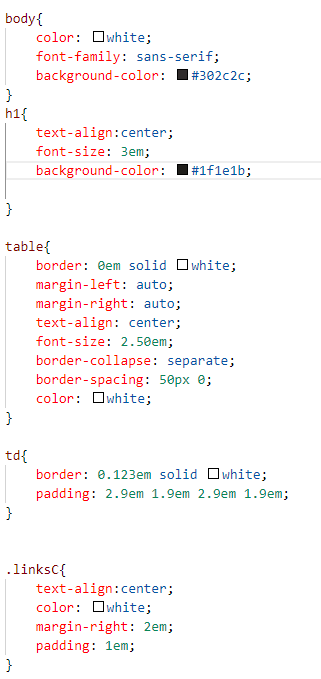 body{
color: white;
font-family: sans-serif;
background-color: #302c2c;
}
h1{
text-align:center;
font-size: 3em;
background-color: #1f1e1b;
}
table{
border: 0em solid white;
margin-left: auto;
margin-right: auto;
text-align: center;
font-size: 2.50em;
border-collapse: separate;
border-spacing: 50px 0;
color: white;
}
td{
border: 0.123em solid white;
padding: 2.9em 1.9em 2.9em 1.9em;
}
.linksC{
text-align:center;
color: white;
margin-right: 2em;
padding: 1em;
}